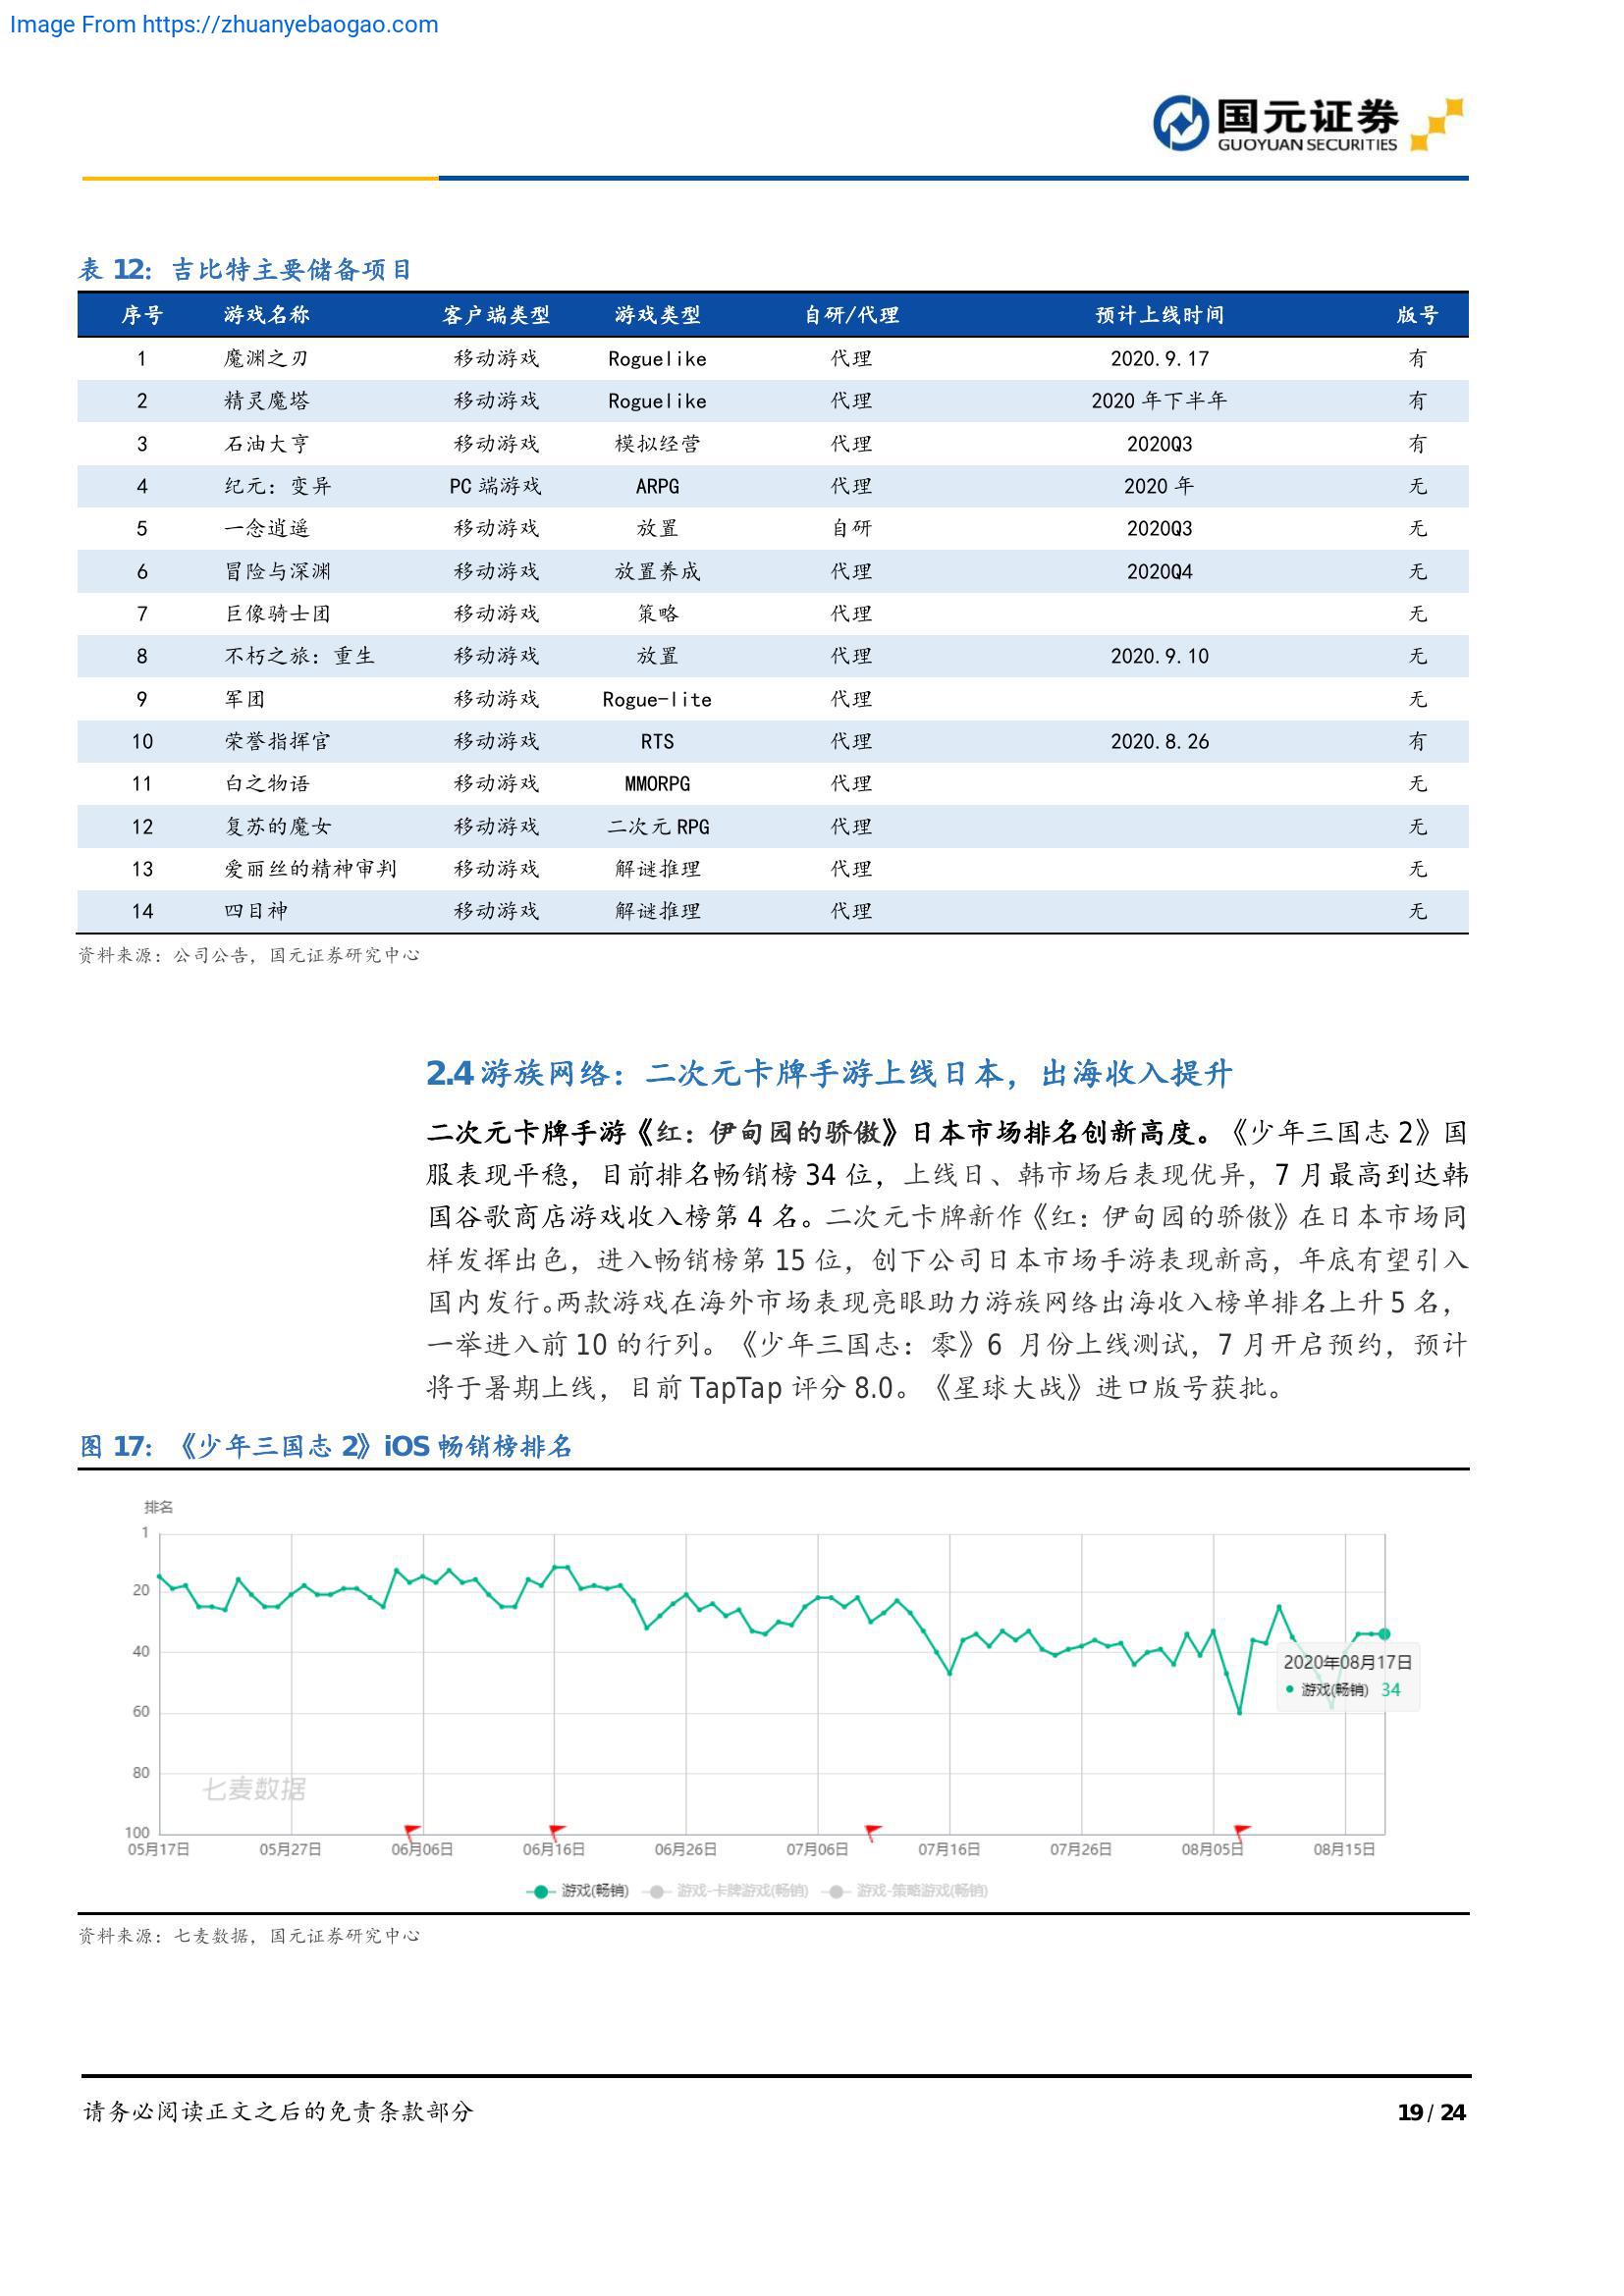 Image From https://zhuanyebaogao.com
国元证券
GUOYUAN SECURITIES
表 12：吉比特主要储备项目
序号 游戏名称 客户端类型 游戏类型 自研/代理 预计上线时间 版号
1 魔渊之刃 移动游戏 Roguelike 代理 2020.9.17 有
2 精灵魔塔 移动游戏 Roguelike 代理 2020 年下半年 有
3 石油大亨 移动游戏 模拟经营 代理 2020Q3 有
4 纪元：变异 PC 端游戏 ARPG 代理 2020 年 无
5 一念逍遥 移动游戏 放置 自研 2020Q3 无
6 冒险与深渊 移动游戏 放置养成 代理 2020Q4 无
7 巨像骑士团 移动游戏 策略 代理 无
8 不朽之旅：重生 移动游戏 放置 代理 2020.9.10 无
9 军团 移动游戏 Rogue-lite 代理 无
10 荣誉指挥官 移动游戏 RTS 代理 2020.8.26 有
11 白之物语 移动游戏 MMORPG 代理 无
12 复苏的魔女 移动游戏 二次元 RPG 代理 无
13 爱丽丝的精神审判 移动游戏 解谜推理 代理 无
14 四目神 移动游戏 解谜推理 代理 无
资料来源：公司公告，国元证券研究中心
2.4 游族网络：二次元卡牌手游上线日本，出海收入提升
二次元卡牌手游《红：伊甸园的骄傲》日本市场排名创新高度。《少年三国志 2》国
服表现平稳，目前排名畅销榜 34 位，上线日、韩市场后表现优异，7 月最高到达韩
国谷歌商店游戏收入榜第 4 名。二次元卡牌新作《红：伊甸园的骄傲》在日本市场同
样发挥出色，进入畅销榜第 15 位，创下公司日本市场手游表现新高，年底有望引入
国内发行。两款游戏在海外市场表现亮眼助力游族网络出海收入榜单排名上升 5 名，
一举进入前 10 的行列。《少年三国志：零》6 月份上线测试，7 月开启预约，预计
将于暑期上线，目前 TapTap 评分 8.0。《星球大战》进口版号获批。
图 17：《少年三国志 2》iOS 畅销榜排名
排名
1
20
40
60
80
100
2020年08月17日
游戏(畅销) 34
七麦数据
05月17日 05月27日 06月06日 06月16日 06月26日 07月06日 07月16日 07月26日 08月05日 08月15日
游戏(畅销) 游戏-卡牌游戏(畅销) 游戏-策略游戏(畅销)
资料来源：七麦数据，国元证券研究中心
请务必阅读正文之后的免责条款部分 19 / 24